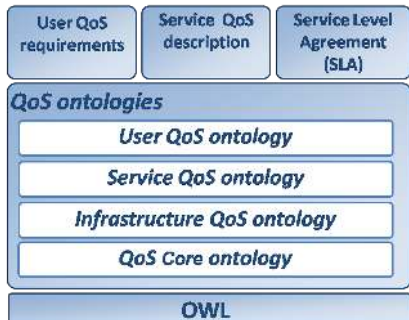 User QoS
requirements
Service QoS
description
Service Level
Agreement
(SLA)
QoS ontologies
User QoS ontology
Service QoS ontology
Infrastructure QoS ontology
QoS Core ontology
OWL